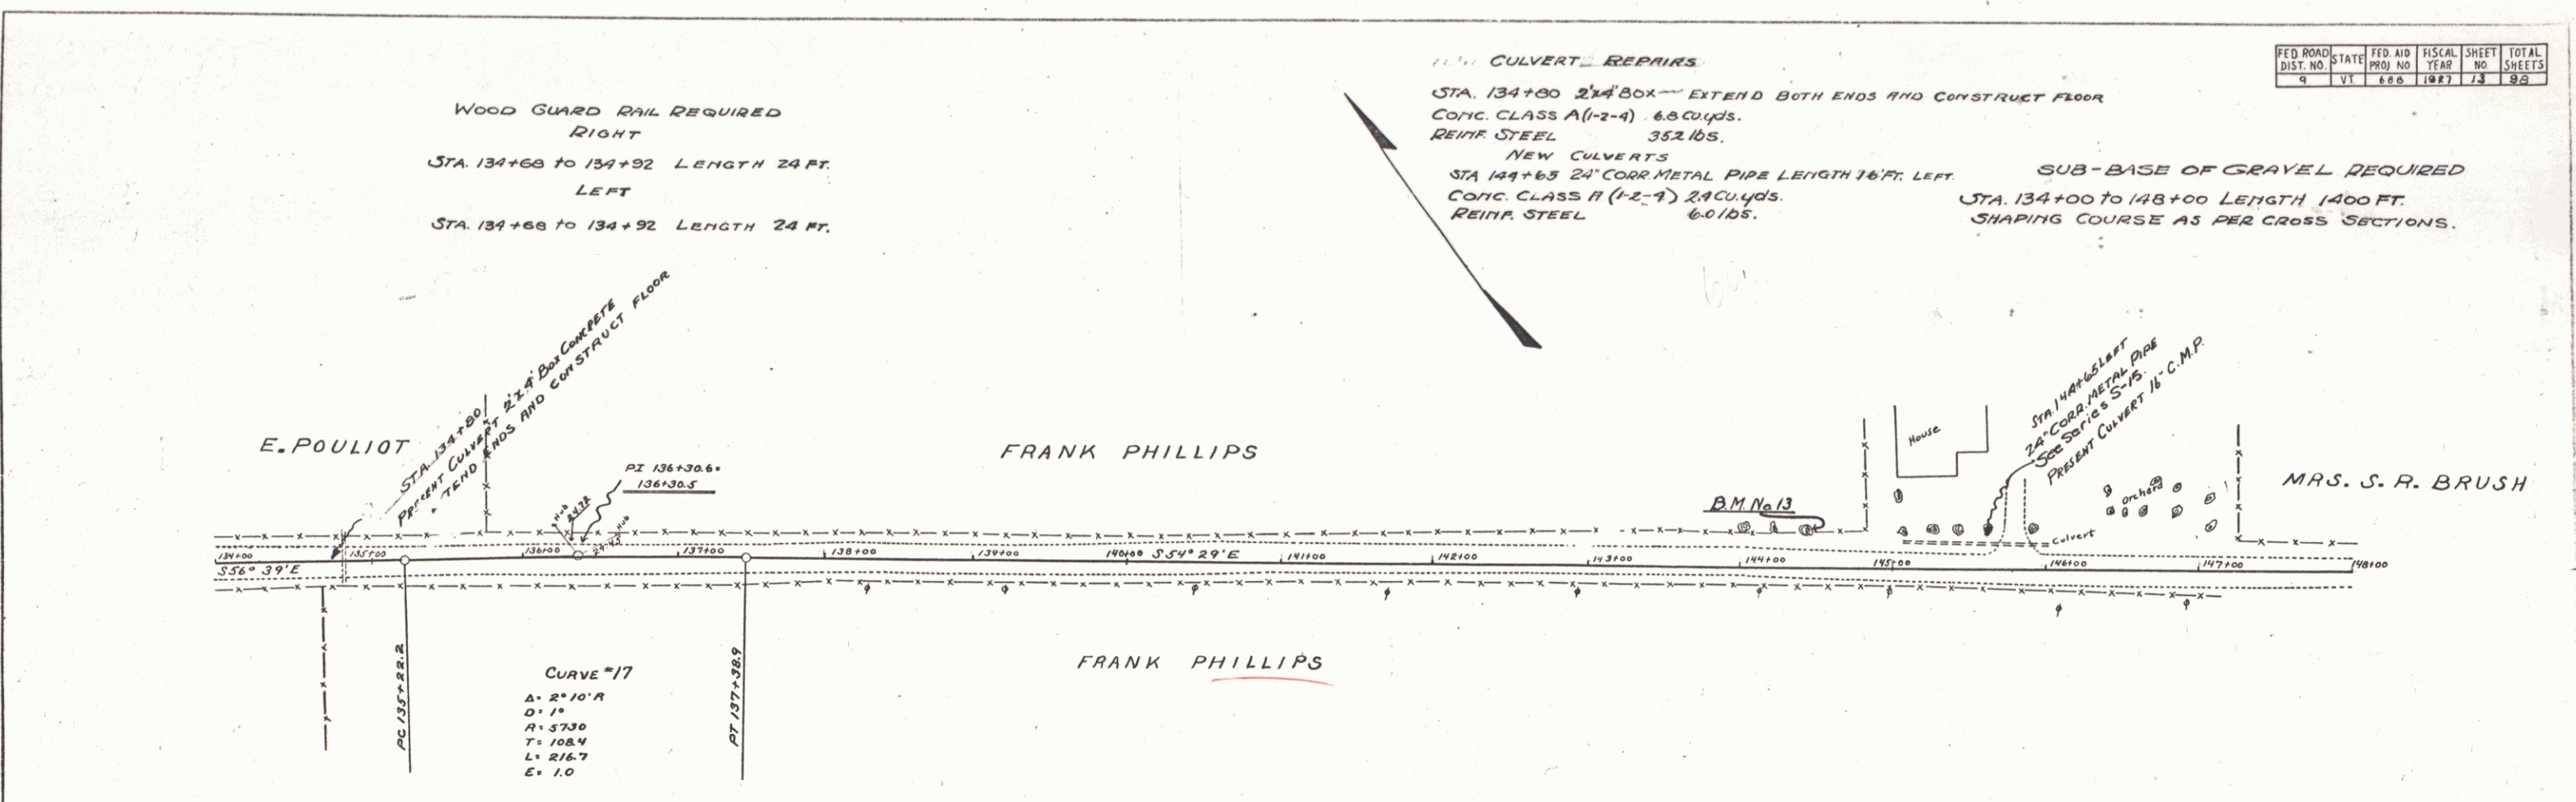 FED. ROAD DIST. NO. STATE FED. AID PROJ NO FISCAL YEAR SHEET NO TOTAL SHEETS
9 VT 1927 13 98
CULVERT REPAIRS
STA. 134+80 2'x4' BOX — EXTEND BOTH ENDS AND CONSTRUCT FLOOR
CONC. CLASS A (1-2-4) 6.8 cu.yds.
REINF. STEEL 352 lbs.
NEW CULVERTS
STA 144+65 24" CORR. METAL PIPE LENGTH 16 FT. LEFT.
CONC. CLASS A (1-2-4) 2.4 cu.yds.
REINF. STEEL 6.0 lbs.
SUB-BASE OF GRAVEL REQUIRED
STA. 134+00 to 148+00 LENGTH 1400 FT.
SHAPING COURSE AS PER CROSS SECTIONS.
WOOD GUARD RAIL REQUIRED
RIGHT
STA. 134+68 to 134+92 LENGTH 24 FT.
LEFT
STA. 134+68 to 134+92 LENGTH 24 FT.
STA. 134+80
PRESENT CULVERT 2'x4' BOX CONCRETE
TEND ENDS AND CONSTRUCT FLOOR
E. POULIOT
PI 136+30.6=
136+30.5
Hub
Hub
FRANK PHILLIPS
B.M. No 13
House
STA. 144+65 LEFT
24" CORR. METAL PIPE
See Series S-15.
PRESENT CULVERT 16" C.M.P.
Orchard
Culvert
MRS. S. R. BRUSH
134+00 135+00 136+00 137+00 138+00 139+00 140+00 S 54° 29' E 141+00 142+00 143+00 144+00 145+00 146+00 147+00 148+00
S 56° 39' E
PC 135+22.2
PT 137+38.9
FRANK PHILLIPS
CURVE #17
Δ= 2° 10' R
D= 1°
R= 5730
T= 108.4
L= 216.7
E= 1.0